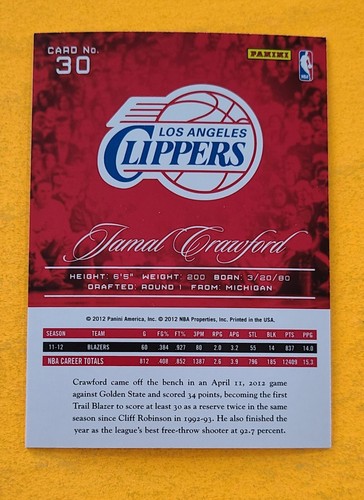 CARD No.
30
PANINI
NBA
LOS ANGELES
CLIPPERS
Jamal Crawford
HEIGHT: 6'5" WEIGHT: 200 BORN: 3/20/80
DRAFTED: ROUND 1 FROM: MICHIGAN
© 2012 Panini America, Inc. © 2012 NBA Properties, Inc. Printed in the USA.
SEASON TEAM G FG% FT% 3PM RPG APG STL BLK PTS PPG
11-12 BLAZERS 60 .384 .927 80 2.0 3.2 55 14 837 14.0
NBA CAREER TOTALS 812 .408 .852 1387 2.6 3.9 796 185 12409 15.3
Crawford came off the bench in an April 11, 2012 game
against Golden State and scored 34 points, becoming the first
Trail Blazer to score at least 30 as a reserve twice in the same
season since Cliff Robinson in 1992-93. He also finished the
year as the league's best free-throw shooter at 92.7 percent.